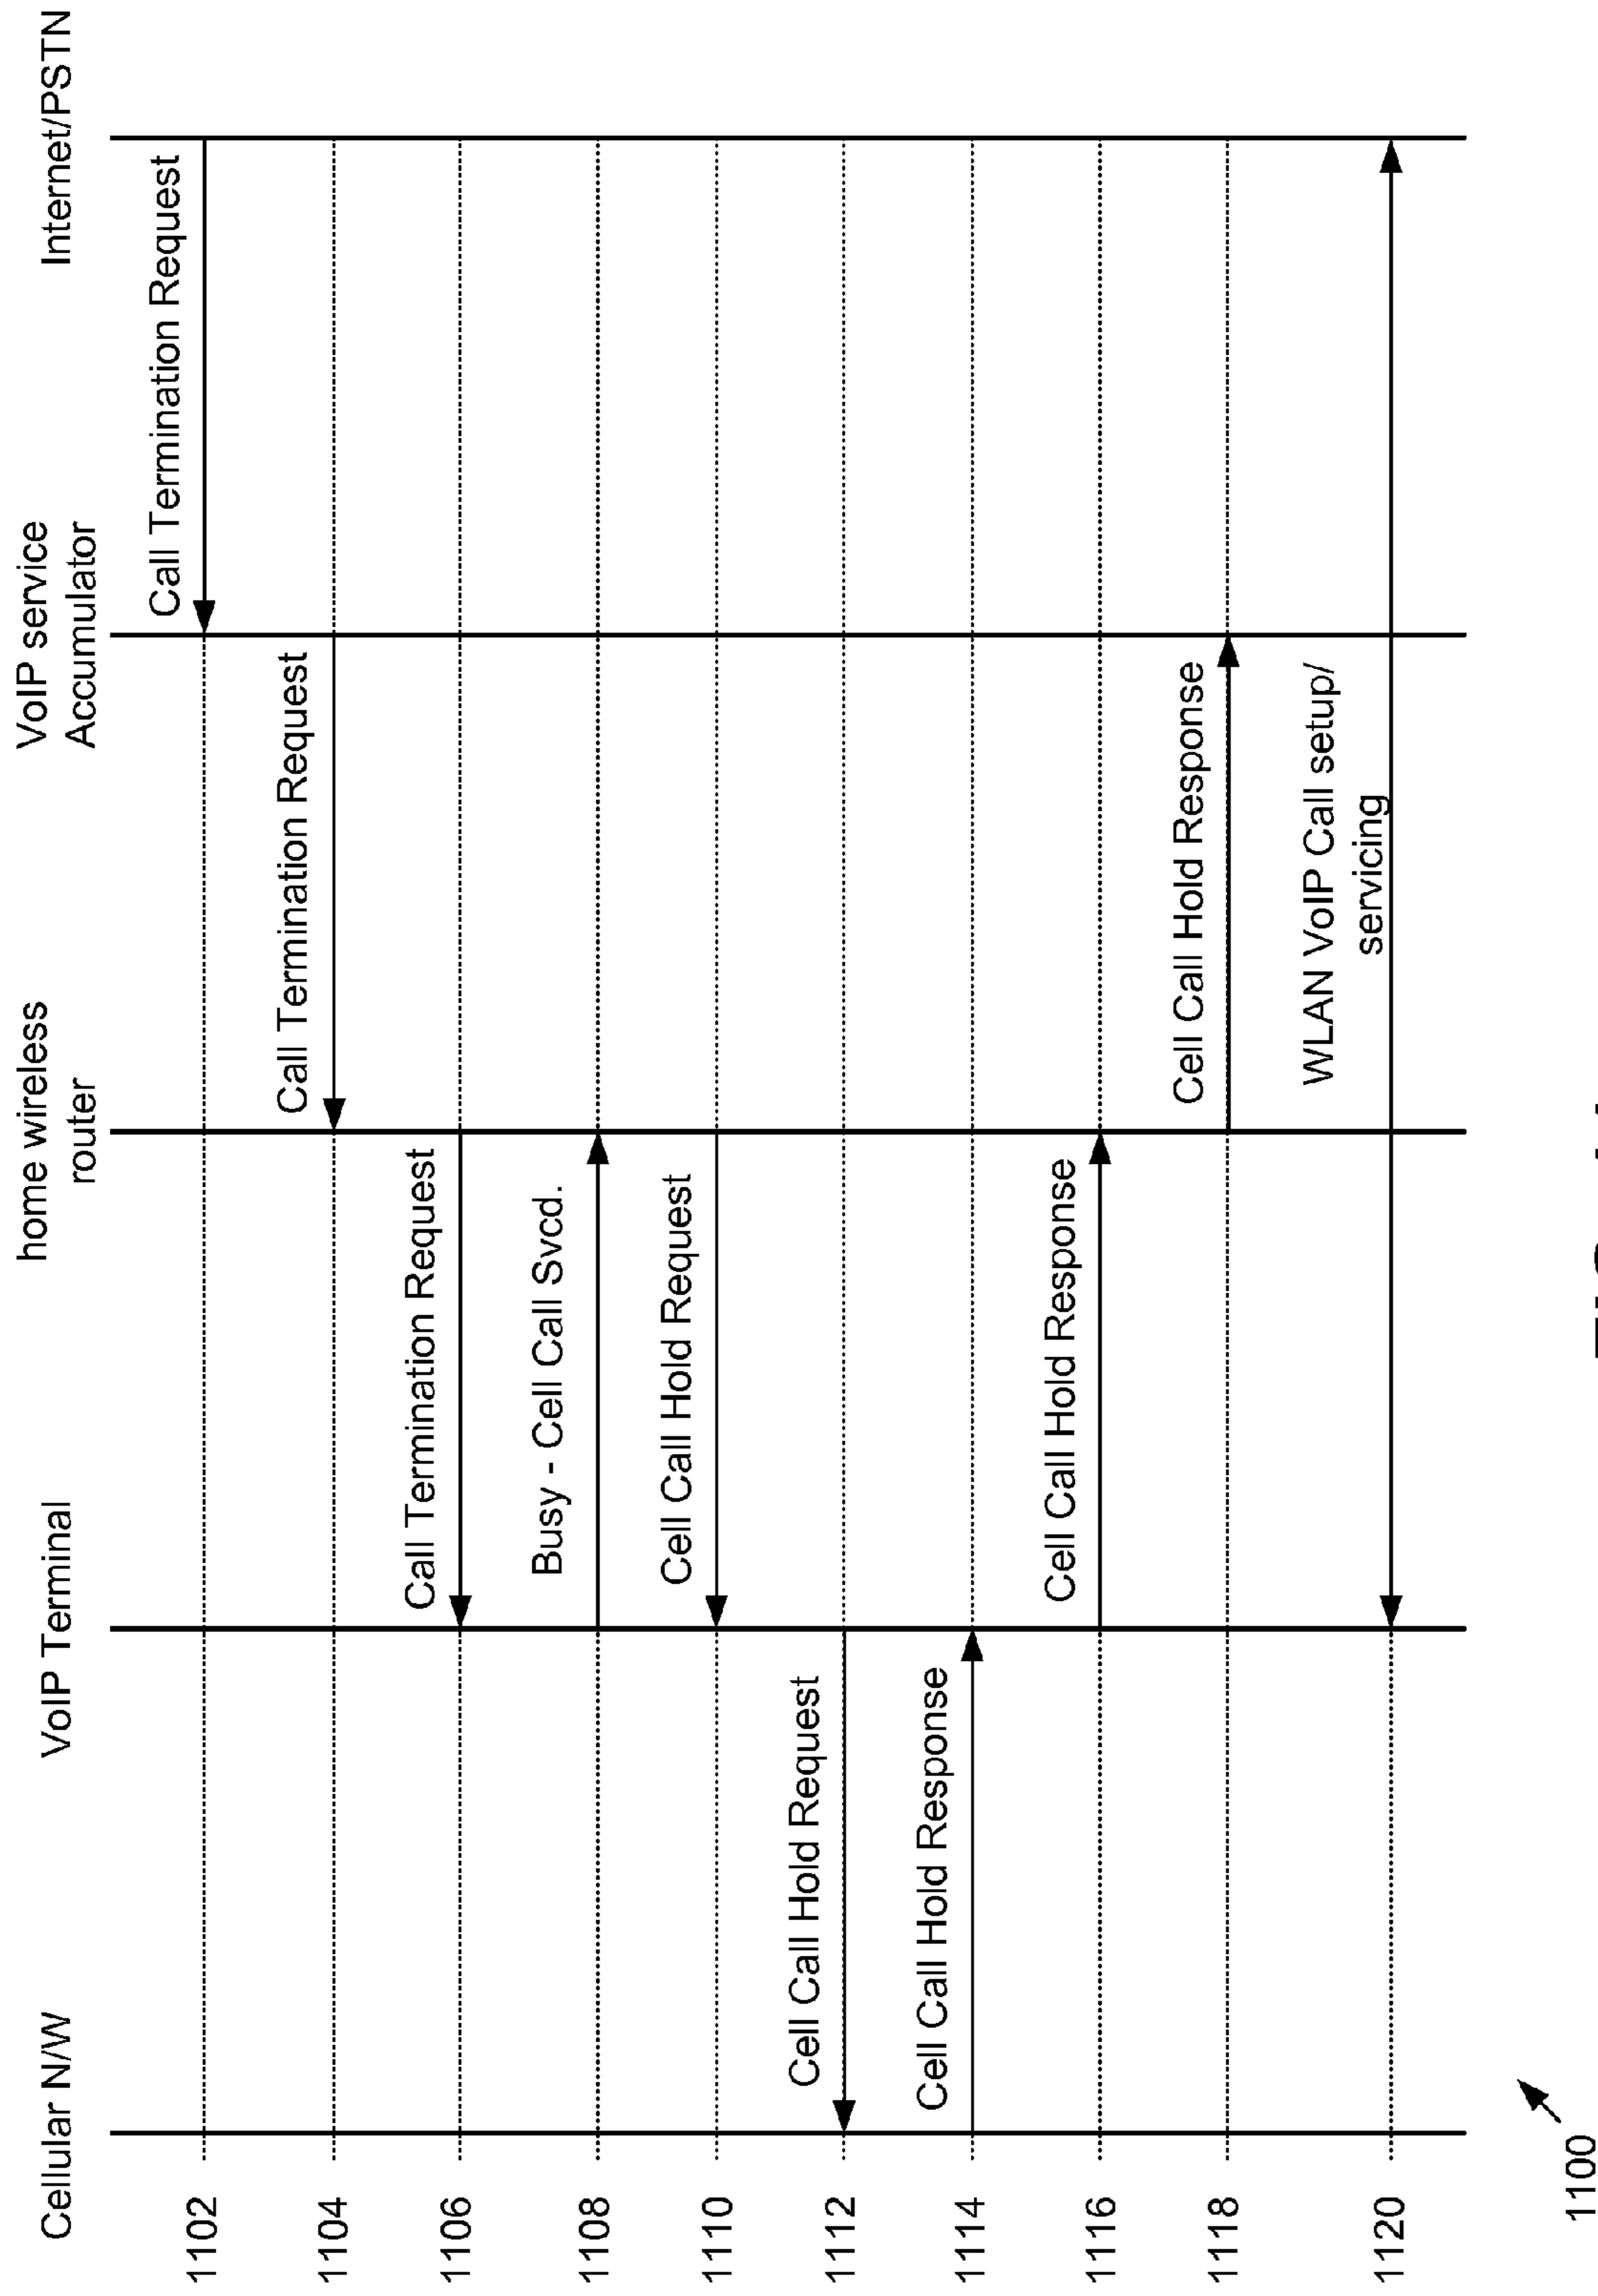 Cellular N/W
VoIP Terminal
home wireless
router
VoIP service
Accumulator
Internet/PSTN
1102
Call Termination Request
1104
Call Termination Request
1106
Call Termination Request
1108
Busy - Cell Call Svcd.
1110
Cell Call Hold Request
1112
Cell Call Hold Request
1114
Cell Call Hold Response
1116
Cell Call Hold Response
1118
Cell Call Hold Response
1120
WLAN VoIP Call setup/
servicing
1100